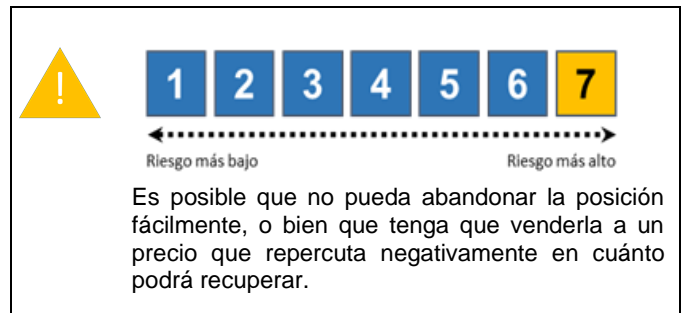 !
1 2 3 4 5 6 7
Riesgo más bajo Riesgo más alto
Es posible que no pueda abandonar la posición
fácilmente, o bien que tenga que venderla a un
precio que repercuta negativamente en cuánto
podrá recuperar.